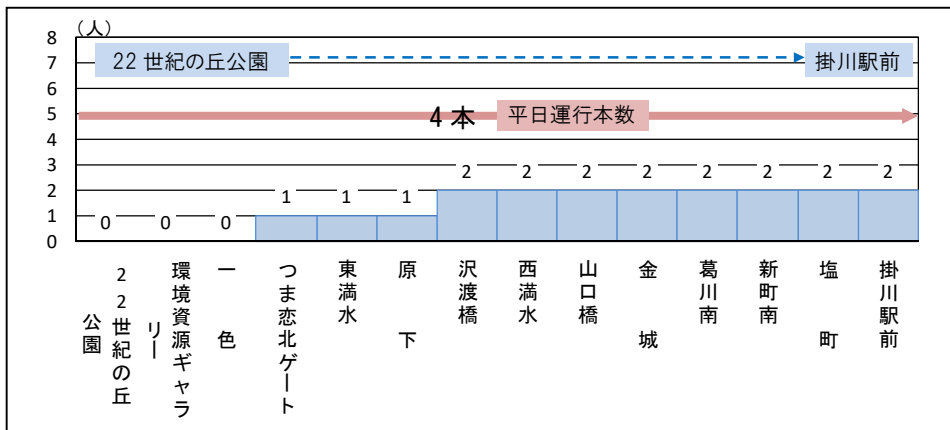 (人)
8
7
6
5
4
3
2
1
0
22世紀の丘公園
掛川駅前
4本
平日運行本数
0
0
0
1
1
1
2
2
2
2
2
2
2
2
22世紀の丘
公園
環境資源ギャラ
リー
一色
つま恋北ゲート
東満水
原下
沢渡橋
西満水
山口橋
金城
葛川南
新町南
塩町
掛川駅前